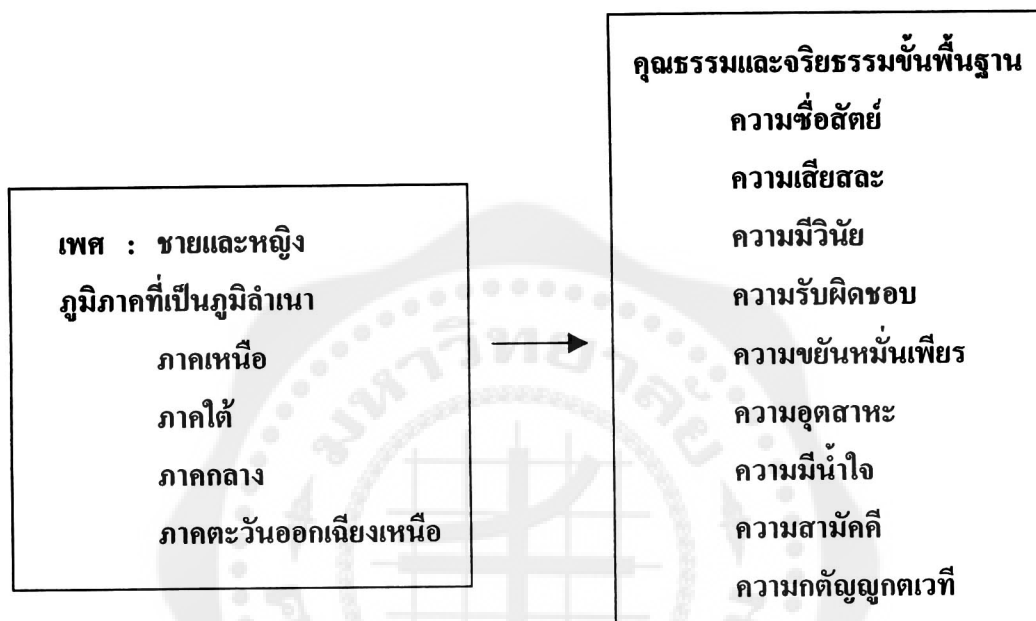 เพศ : ชายและหญิง
ภูมิภาคที่เป็นภูมิลำเนา
ภาคเหนือ
ภาคใต้
ภาคกลาง
ภาคตะวันออกเฉียงเหนือ
คุณธรรมและจริยธรรมขั้นพื้นฐาน
ความซื่อสัตย์
ความเสียสละ
ความมีวินัย
ความรับผิดชอบ
ความขยันหมั่นเพียร
ความอุตสาหะ
ความมีน้ำใจ
ความสามัคคี
ความกตัญญูกตเวที
มหาวิทยาลัย